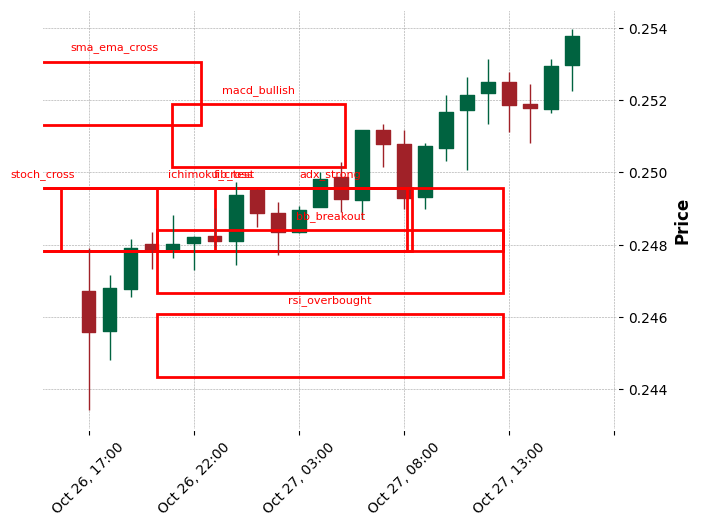 sma_ema_cross
macd_bullish
stoch_cross
adx_strong
bb_breakout
rsi_overbought
0.254
0.252
0.250
0.248
0.246
0.244
Price
Oct 26, 17:00
Oct 26, 22:00
Oct 27, 03:00
Oct 27, 08:00
Oct 27, 13:00